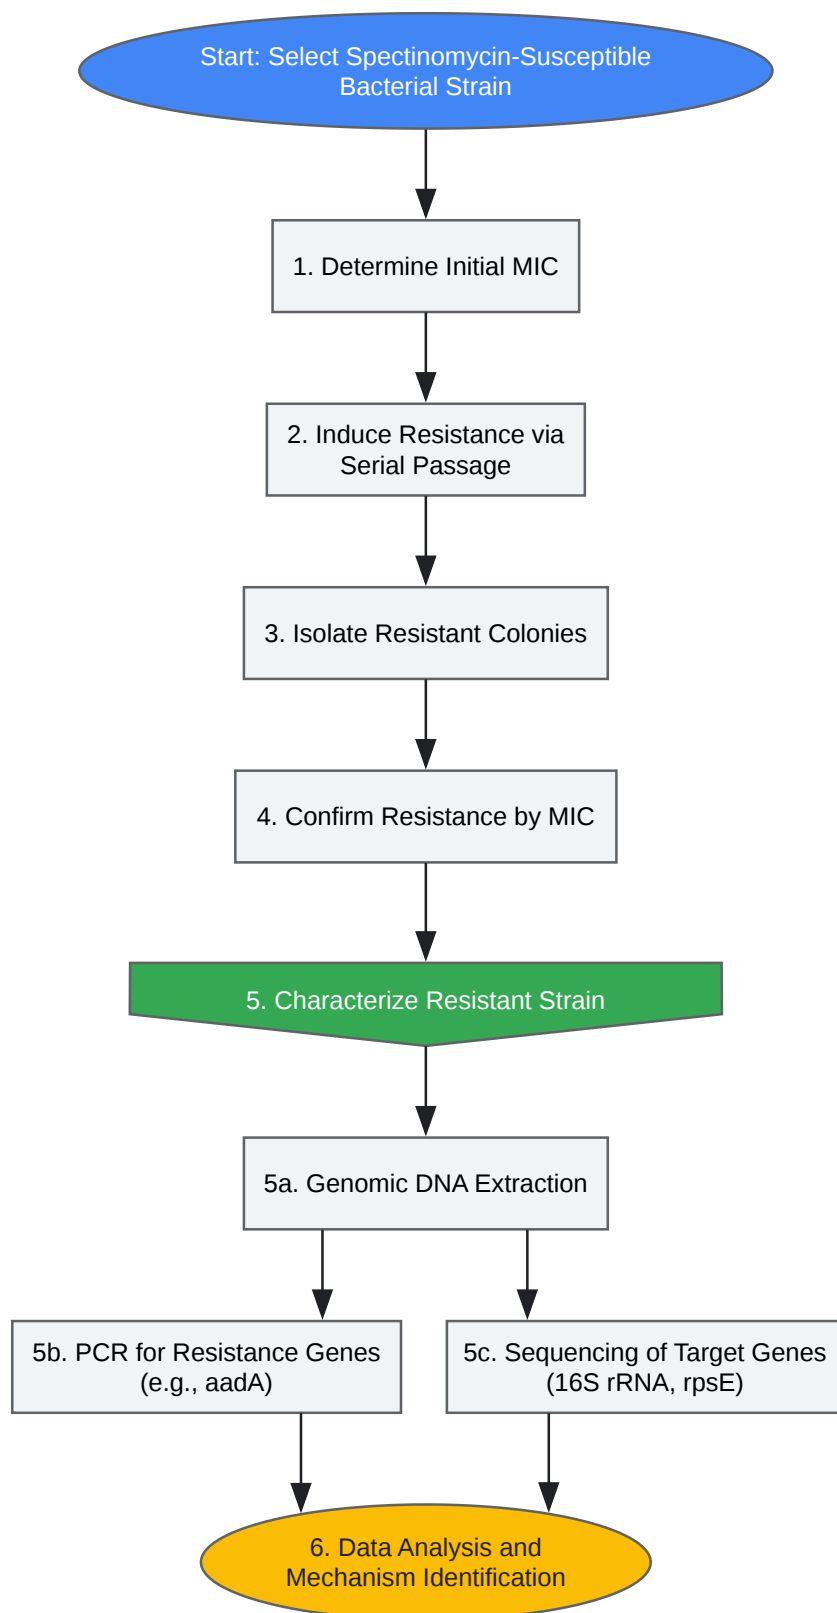 Start: Select Spectinomycin-Susceptible
Bacterial Strain
1. Determine Initial MIC
2. Induce Resistance via
Serial Passage
3. Isolate Resistant Colonies
4. Confirm Resistance by MIC
5. Characterize Resistant Strain
5a. Genomic DNA Extraction
5b. PCR for Resistance Genes
(e.g., aadA)
5c. Sequencing of Target Genes
(16S rRNA, rpsE)
6. Data Analysis and
Mechanism Identification